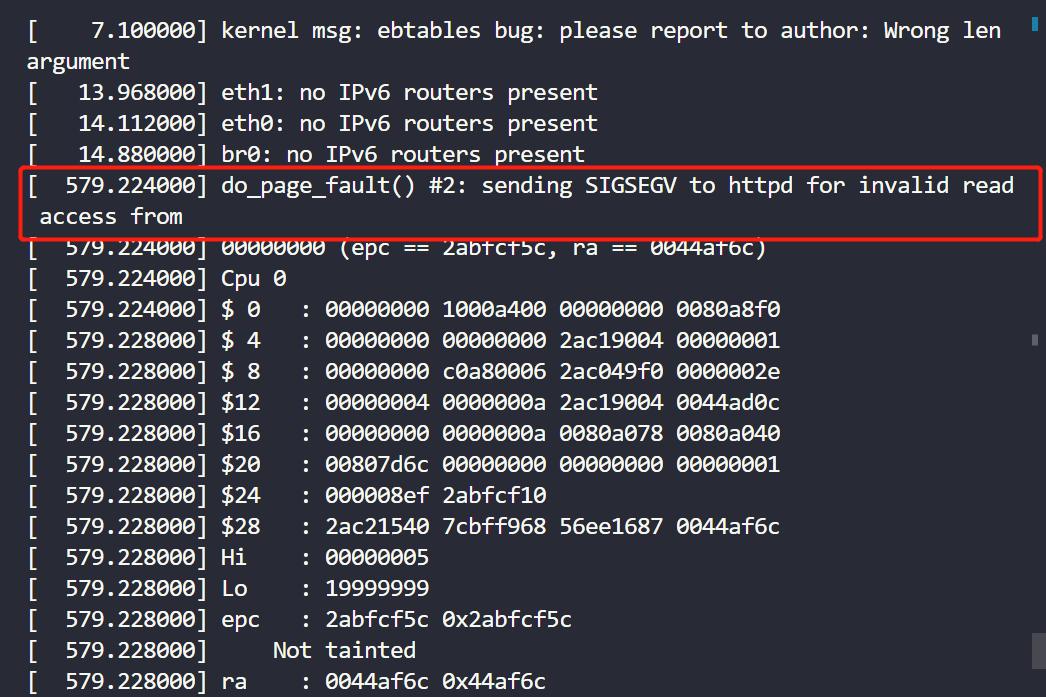 [    7.100000] kernel msg: ebtables bug: please report to author: Wrong len
argument
[   13.968000] eth1: no IPv6 routers present
[   14.112000] eth0: no IPv6 routers present
[   14.880000] br0: no IPv6 routers present
[  579.224000] do_page_fault() #2: sending SIGSEGV to httpd for invalid read
 access from
[  579.224000] 00000000 (epc == 2abfcf5c, ra == 0044af6c)
[  579.224000] Cpu 0
[  579.224000] $ 0   : 00000000 1000a400 00000000 0080a8f0
[  579.228000] $ 4   : 00000000 00000000 2ac19004 00000001
[  579.228000] $ 8   : 00000000 c0a80006 2ac049f0 0000002e
[  579.228000] $12   : 00000004 0000000a 2ac19004 0044ad0c
[  579.228000] $16   : 00000000 0000000a 0080a078 0080a040
[  579.228000] $20   : 00807d6c 00000000 00000000 00000001
[  579.228000] $24   : 000008ef 2abfcf10
[  579.228000] $28   : 2ac21540 7cbff968 56ee1687 0044af6c
[  579.228000] Hi    : 00000005
[  579.228000] Lo    : 19999999
[  579.228000] epc   : 2abfcf5c 0x2abfcf5c
[  579.228000]     Not tainted
[  579.228000] ra    : 0044af6c 0x44af6c